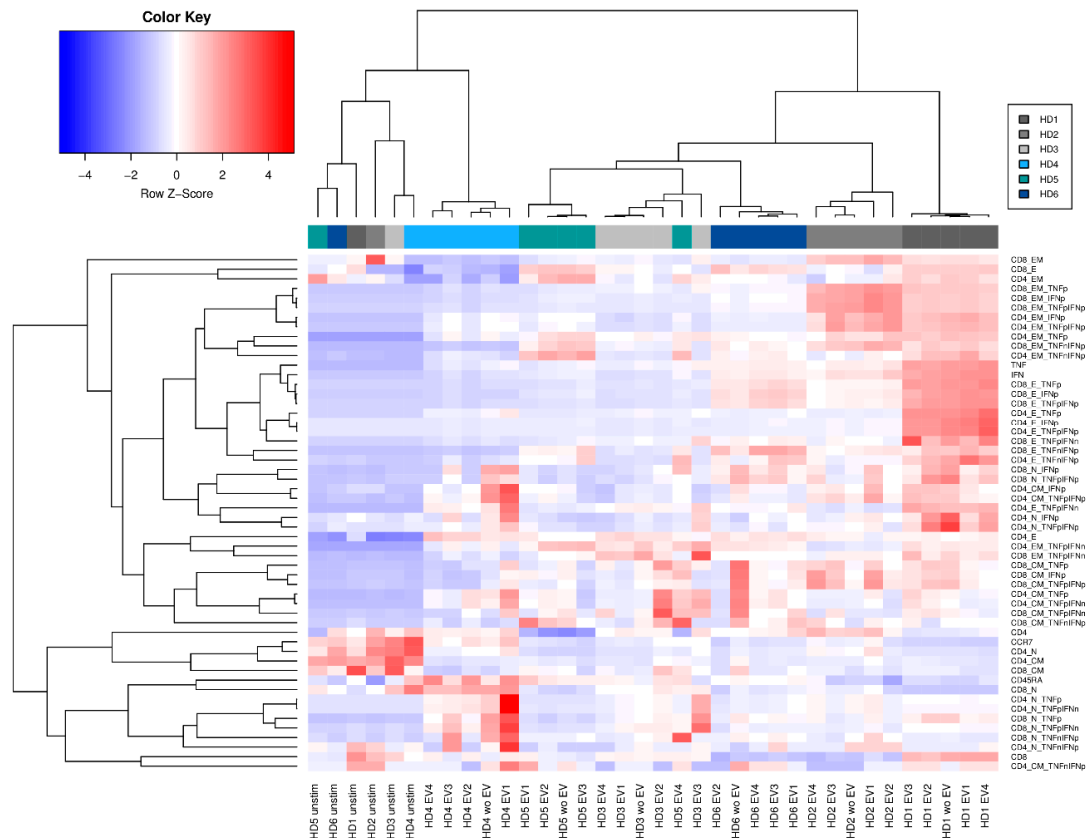 Color Key
−4
−2
0
2
4
Row Z−Score
HD1
HD2
HD3
HD4
HD5
HD6
CD8_EM
CD8_E
CD4_EM
CD8_EM_TNFp
CD8_EM_IFNp
CD8_EM_TNFpIFNp
CD4_EM_IFNp
CD4_EM_TNFpIFNp
CD4_EM_TNFp
CD8_EM_TNFnIFNp
CD4_EM_TNFnIFNp
TNF
IFN
CD8_E_TNFp
CD8_E_IFNp
CD8_E_TNFpIFNp
CD4_E_TNFp
CD4_E_IFNp
CD4_E_TNFpIFNp
CD8_E_TNFpIFNn
CD8_E_TNFnIFNp
CD4_E_TNFnIFNp
CD8_N_IFNp
CD8_N_TNFpIFNp
CD4_CM_IFNp
CD4_CM_TNFpIFNp
CD4_E_TNFpIFNn
CD4_N_IFNp
CD4_N_TNFpIFNp
CD4_E
CD4_EM_TNFpIFNn
CD8_EM_TNFpIFNn
CD8_CM_TNFp
CD8_CM_IFNp
CD8_CM_TNFpIFNp
CD4_CM_TNFp
CD4_CM_TNFpIFNn
CD8_CM_TNFpIFNn
CD8_CM_TNFnIFNp
CD4
CCR7
CD4_N
CD4_CM
CD8_CM
CD45RA
CD8_N
CD4_N_TNFp
CD4_N_TNFpIFNn
CD8_N_TNFp
CD8_N_TNFpIFNn
CD8_N_TNFnIFNp
CD4_N_TNFnIFNp
CD8
CD4_CM_TNFnIFNp
HD5 unstim
HD6 unstim
HD1 unstim
HD2 unstim
HD3 unstim
HD4 unstim
HD4 EV4
HD4 EV3
HD4 EV2
HD4 wo EV
HD4 EV1
HD5 EV1
HD5 EV2
HD5 wo EV
HD5 EV3
HD3 EV4
HD3 EV1
HD3 wo EV
HD3 EV2
HD5 EV4
HD3 EV3
HD6 EV2
HD6 wo EV
HD6 EV3
HD6 EV1
HD2 EV4
HD2 EV3
HD2 wo EV
HD2 EV1
HD2 EV2
HD1 EV3
HD1 EV2
HD1 wo EV
HD1 EV1
HD1 EV4